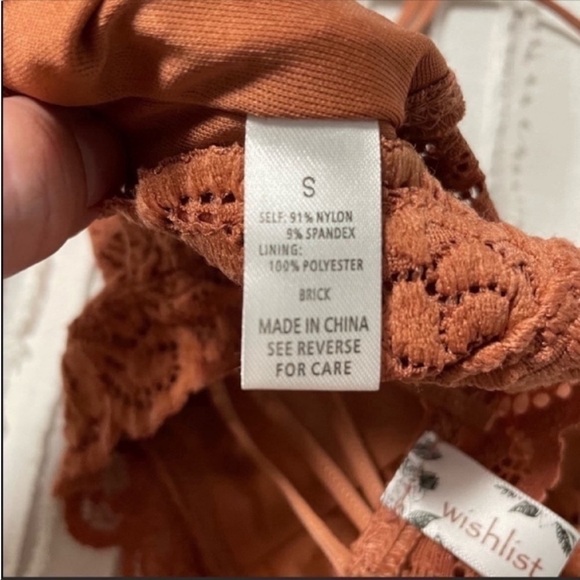 S
SELF: 91% NYLON
9% SPANDEX
LINING:
100% POLYESTER
BRICK
MADE IN CHINA
SEE REVERSE
FOR CARE
wishlist